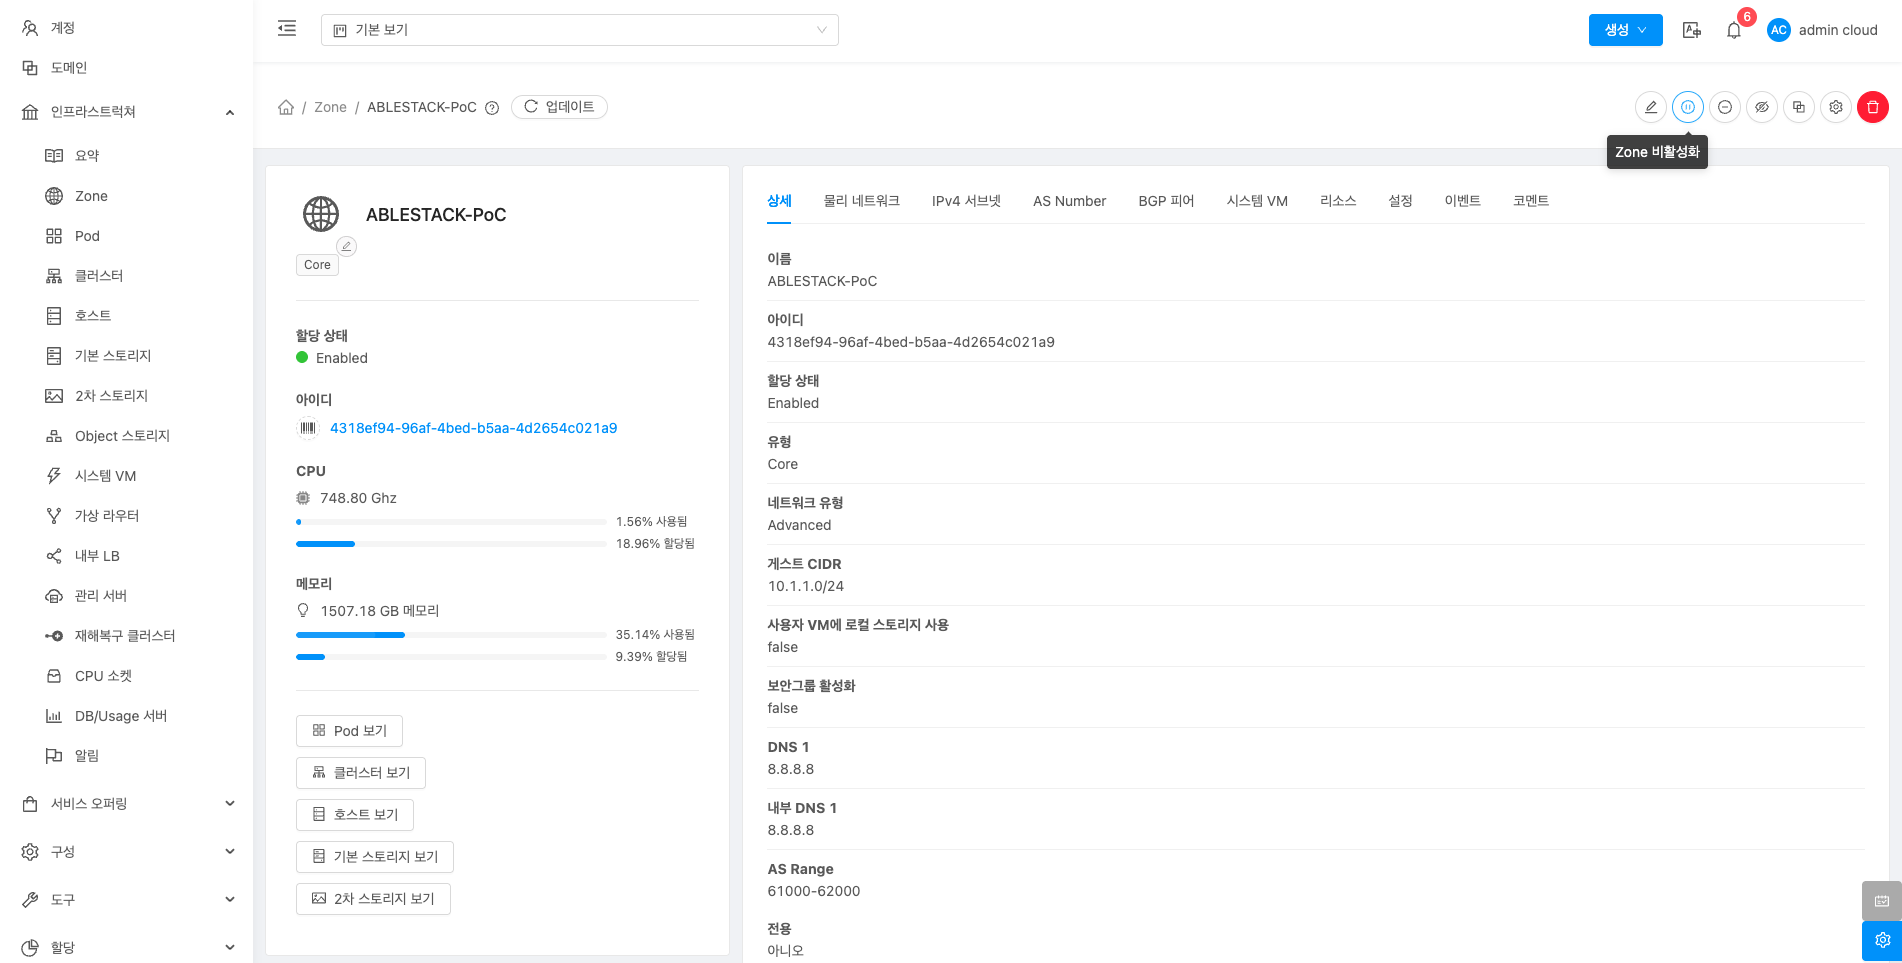 계정
도메인
인프라스트럭쳐
요약
Zone
Pod
클러스터
호스트
기본 스토리지
2차 스토리지
Object 스토리지
시스템 VM
가상 라우터
내부 LB
관리 서버
재해복구 클러스터
CPU 소켓
DB/Usage 서버
알림
서비스 오퍼링
구성
도구
할당
기본 보기
생성
6
AC admin cloud
/ Zone / ABLESTACK-PoC
업데이트
Zone 비활성화
ABLESTACK-PoC
Core
할당 상태
Enabled
아이디
4318ef94-96af-4bed-b5aa-4d2654c021a9
CPU
748.80 Ghz
1.56% 사용됨
18.96% 할당됨
메모리
1507.18 GB 메모리
35.14% 사용됨
9.39% 할당됨
Pod 보기
클러스터 보기
호스트 보기
기본 스토리지 보기
2차 스토리지 보기
상세 물리 네트워크 IPv4 서브넷 AS Number BGP 피어 시스템 VM 리소스 설정 이벤트 코멘트
이름
ABLESTACK-PoC
아이디
4318ef94-96af-4bed-b5aa-4d2654c021a9
할당 상태
Enabled
유형
Core
네트워크 유형
Advanced
게스트 CIDR
10.1.1.0/24
사용자 VM에 로컬 스토리지 사용
false
보안그룹 활성화
false
DNS 1
8.8.8.8
내부 DNS 1
8.8.8.8
AS Range
61000-62000
전용
아니오